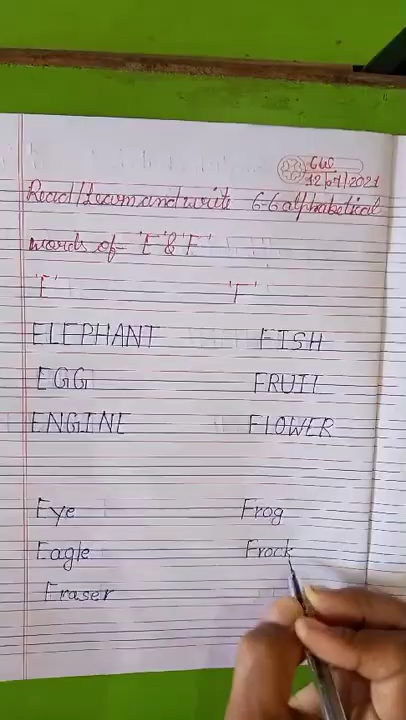 C.W.
12/07/2021
Read/Learn and write 6-6 alphabetical
words of 'E' & 'F'
'E' 'F'
ELEPHANT FISH
EGG FRUIT
ENGINE FLOWER
Eye Frog
Eagle Frock
Eraser